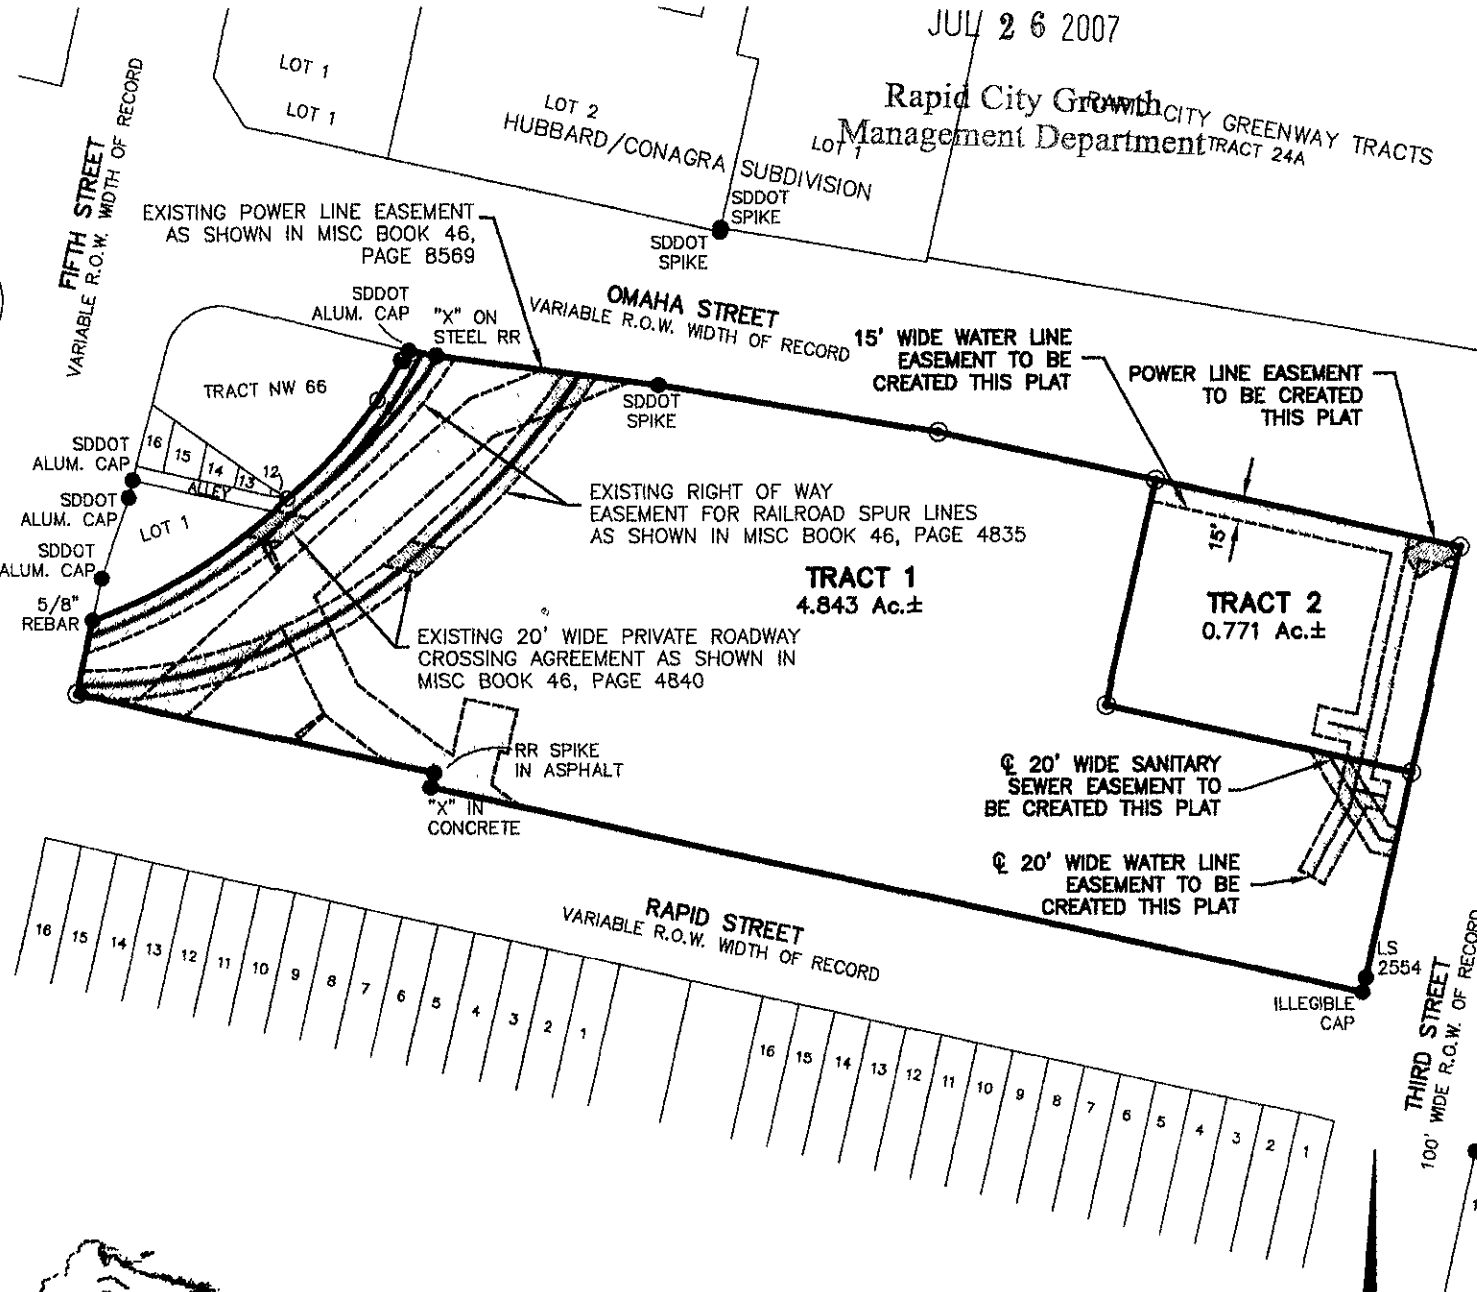 JUL 2 6 2007
Rapid City Growth
Management Department
CITY GREENWAY TRACTS
TRACT 24A
LOT 1
LOT 1
LOT 2
HUBBARD/CONAGRA SUBDIVISION
LOT 1
FIFTH STREET
VARIABLE R.O.W. WIDTH OF RECORD
EXISTING POWER LINE EASEMENT
AS SHOWN IN MISC BOOK 46,
PAGE 8569
SDDOT
SPIKE
SDDOT
SPIKE
SDDOT
ALUM. CAP
"X" ON
STEEL RR
OMAHA STREET
VARIABLE R.O.W. WIDTH OF RECORD
15' WIDE WATER LINE
EASEMENT TO BE
CREATED THIS PLAT
POWER LINE EASEMENT
TO BE CREATED
THIS PLAT
TRACT NW 66
SDDOT
SPIKE
16
15
14
13
12
ALLEY
LOT 1
SDDOT
ALUM. CAP
SDDOT
ALUM. CAP
SDDOT
ALUM. CAP
5/8"
REBAR
EXISTING RIGHT OF WAY
EASEMENT FOR RAILROAD SPUR LINES
AS SHOWN IN MISC BOOK 46, PAGE 4835
15'
TRACT 1
4.843 Ac.±
TRACT 2
0.771 Ac.±
EXISTING 20' WIDE PRIVATE ROADWAY
CROSSING AGREEMENT AS SHOWN IN
MISC BOOK 46, PAGE 4840
RR SPIKE
IN ASPHALT
"X" IN
CONCRETE
℄ 20' WIDE SANITARY
SEWER EASEMENT TO
BE CREATED THIS PLAT
℄ 20' WIDE WATER LINE
EASEMENT TO BE
CREATED THIS PLAT
RAPID STREET
VARIABLE R.O.W. WIDTH OF RECORD
LS
2554
ILLEGIBLE
CAP
THIRD STREET
100' WIDE R.O.W. OF RECORD
16 15 14 13 12 11 10 9 8 7 6 5 4 3 2 1
16 15 14 13 12 11 10 9 8 7 6 5 4 3 2 1